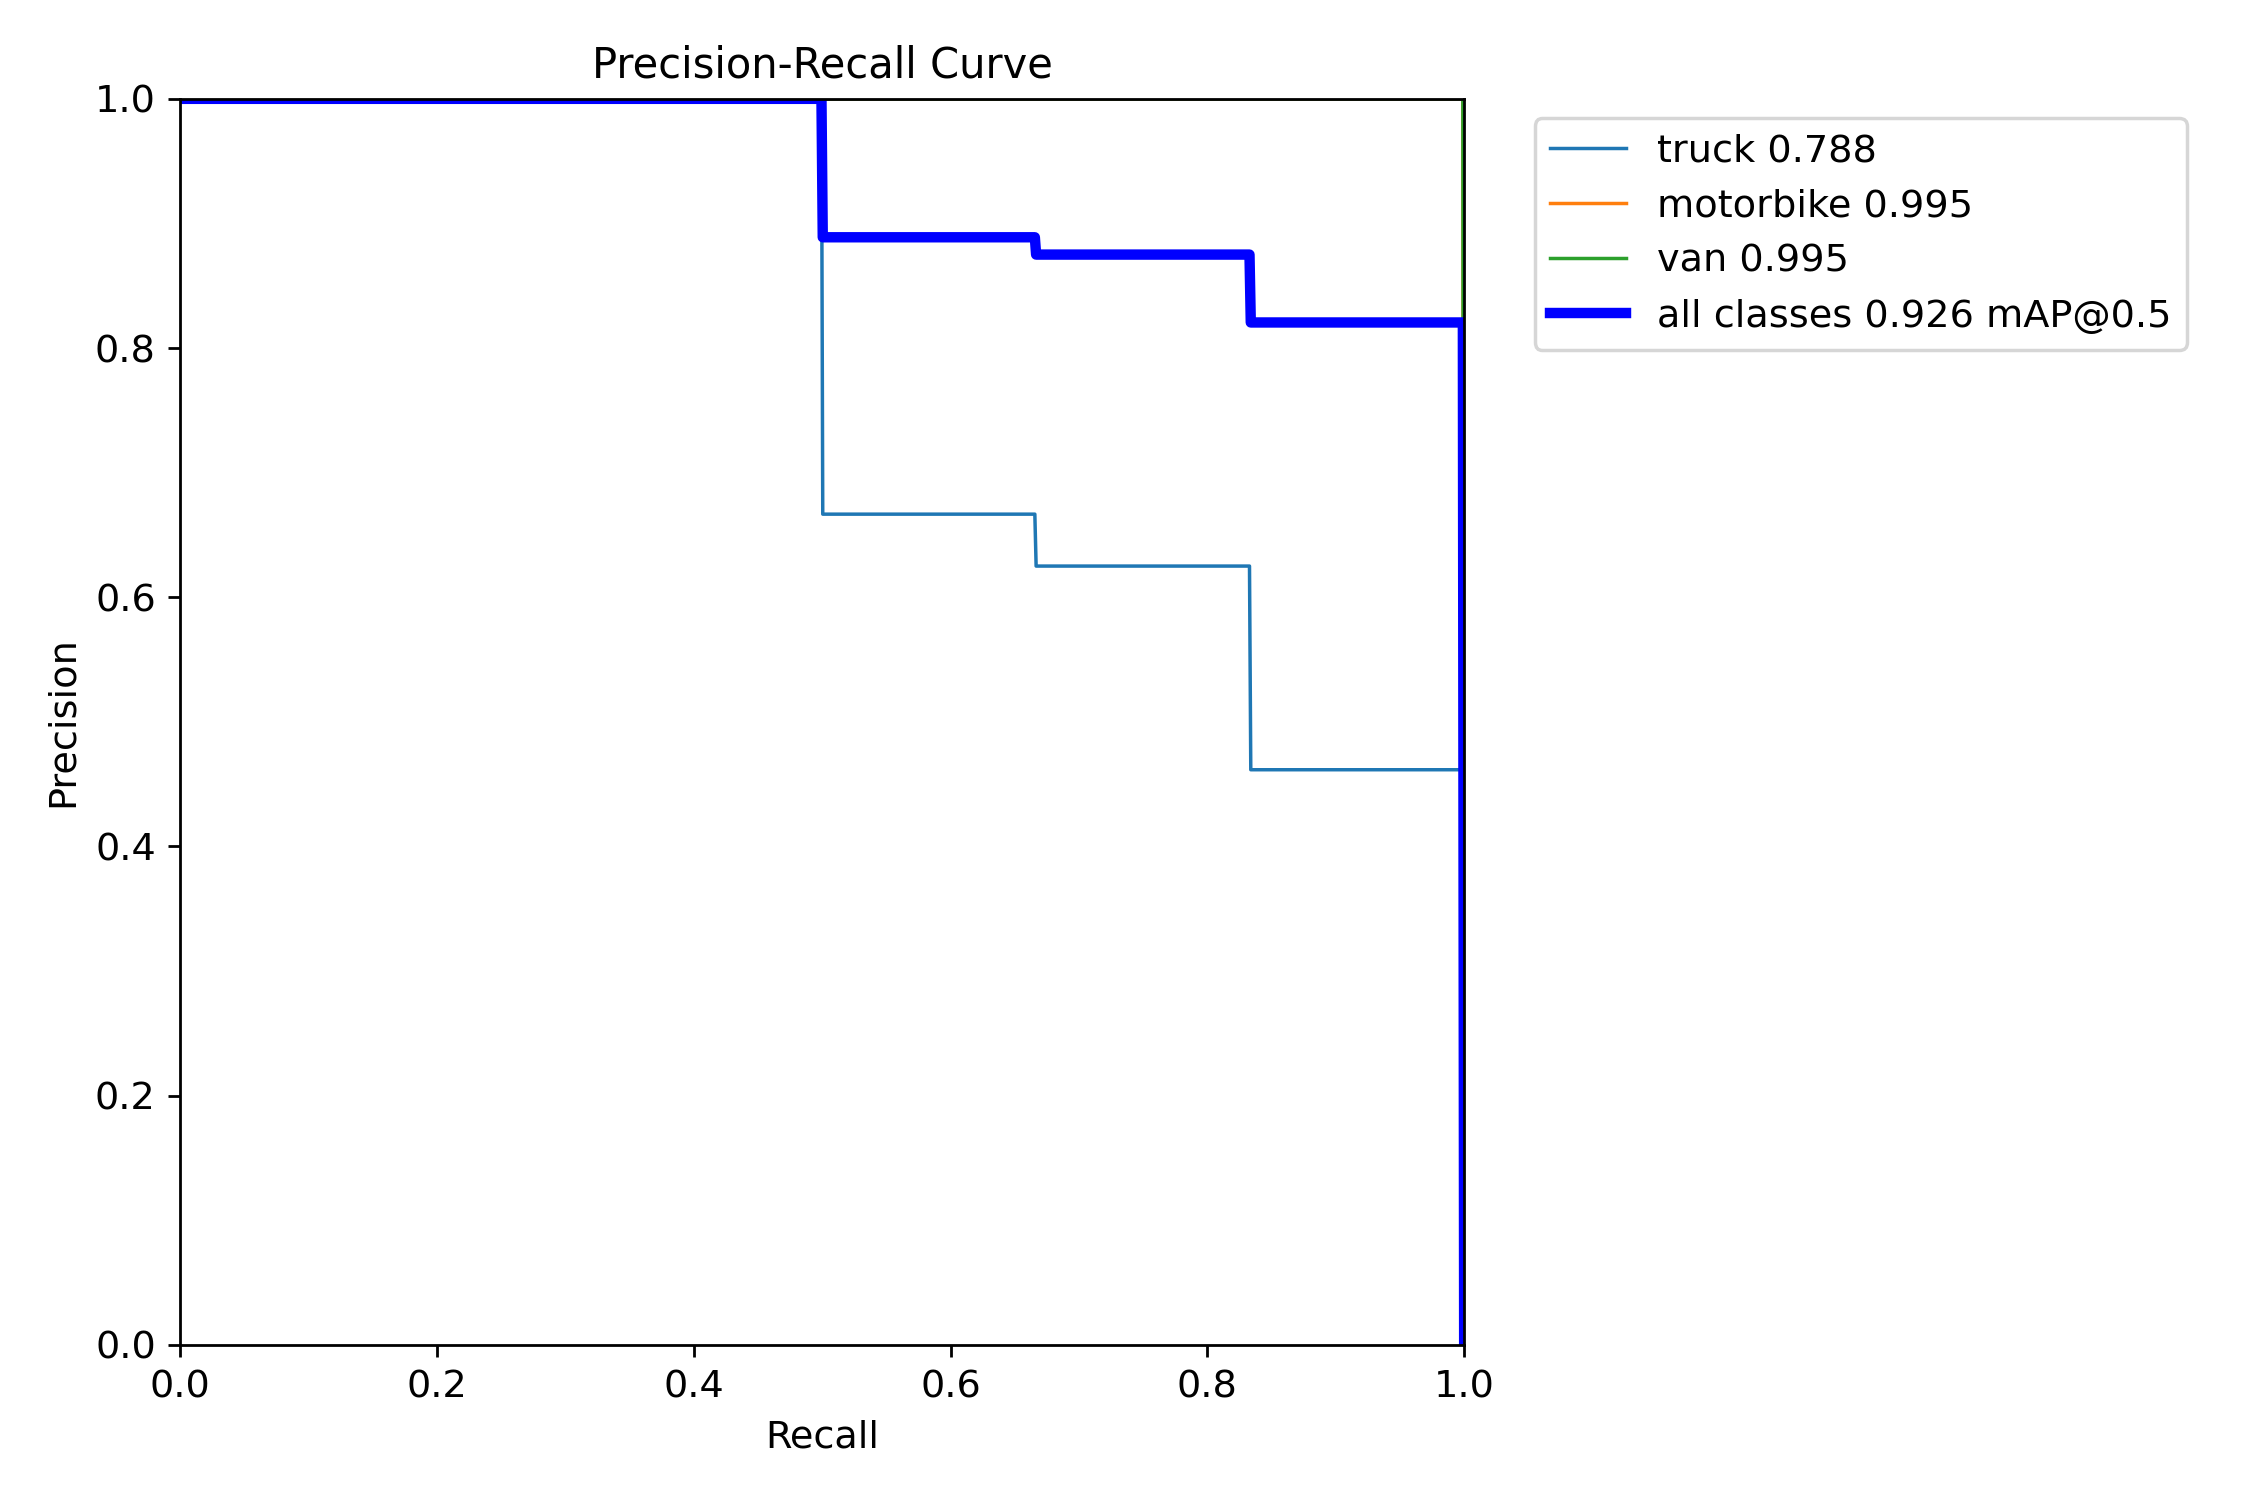 Precision-Recall Curve
1.0
0.8
0.6
0.4
0.2
0.0
Precision
0.0 0.2 0.4 0.6 0.8 1.0
Recall
truck 0.788
motorbike 0.995
van 0.995
all classes 0.926 mAP@0.5